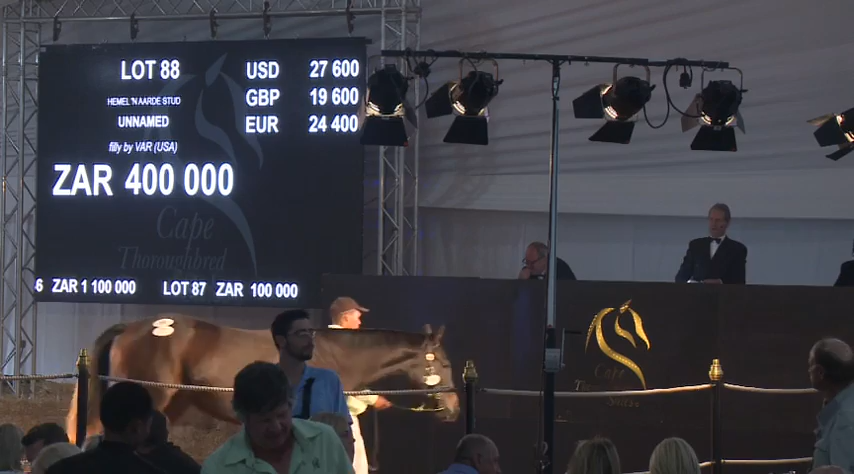 LOT 88
USD 27 600
HEMEL 'N AARDE STUD
GBP 19 600
UNNAMED
EUR 24 400
filly by VAR (USA)
ZAR 400 000
Cape
Thoroughbred
6 ZAR 1 100 000 LOT 87 ZAR 100 000
Cape